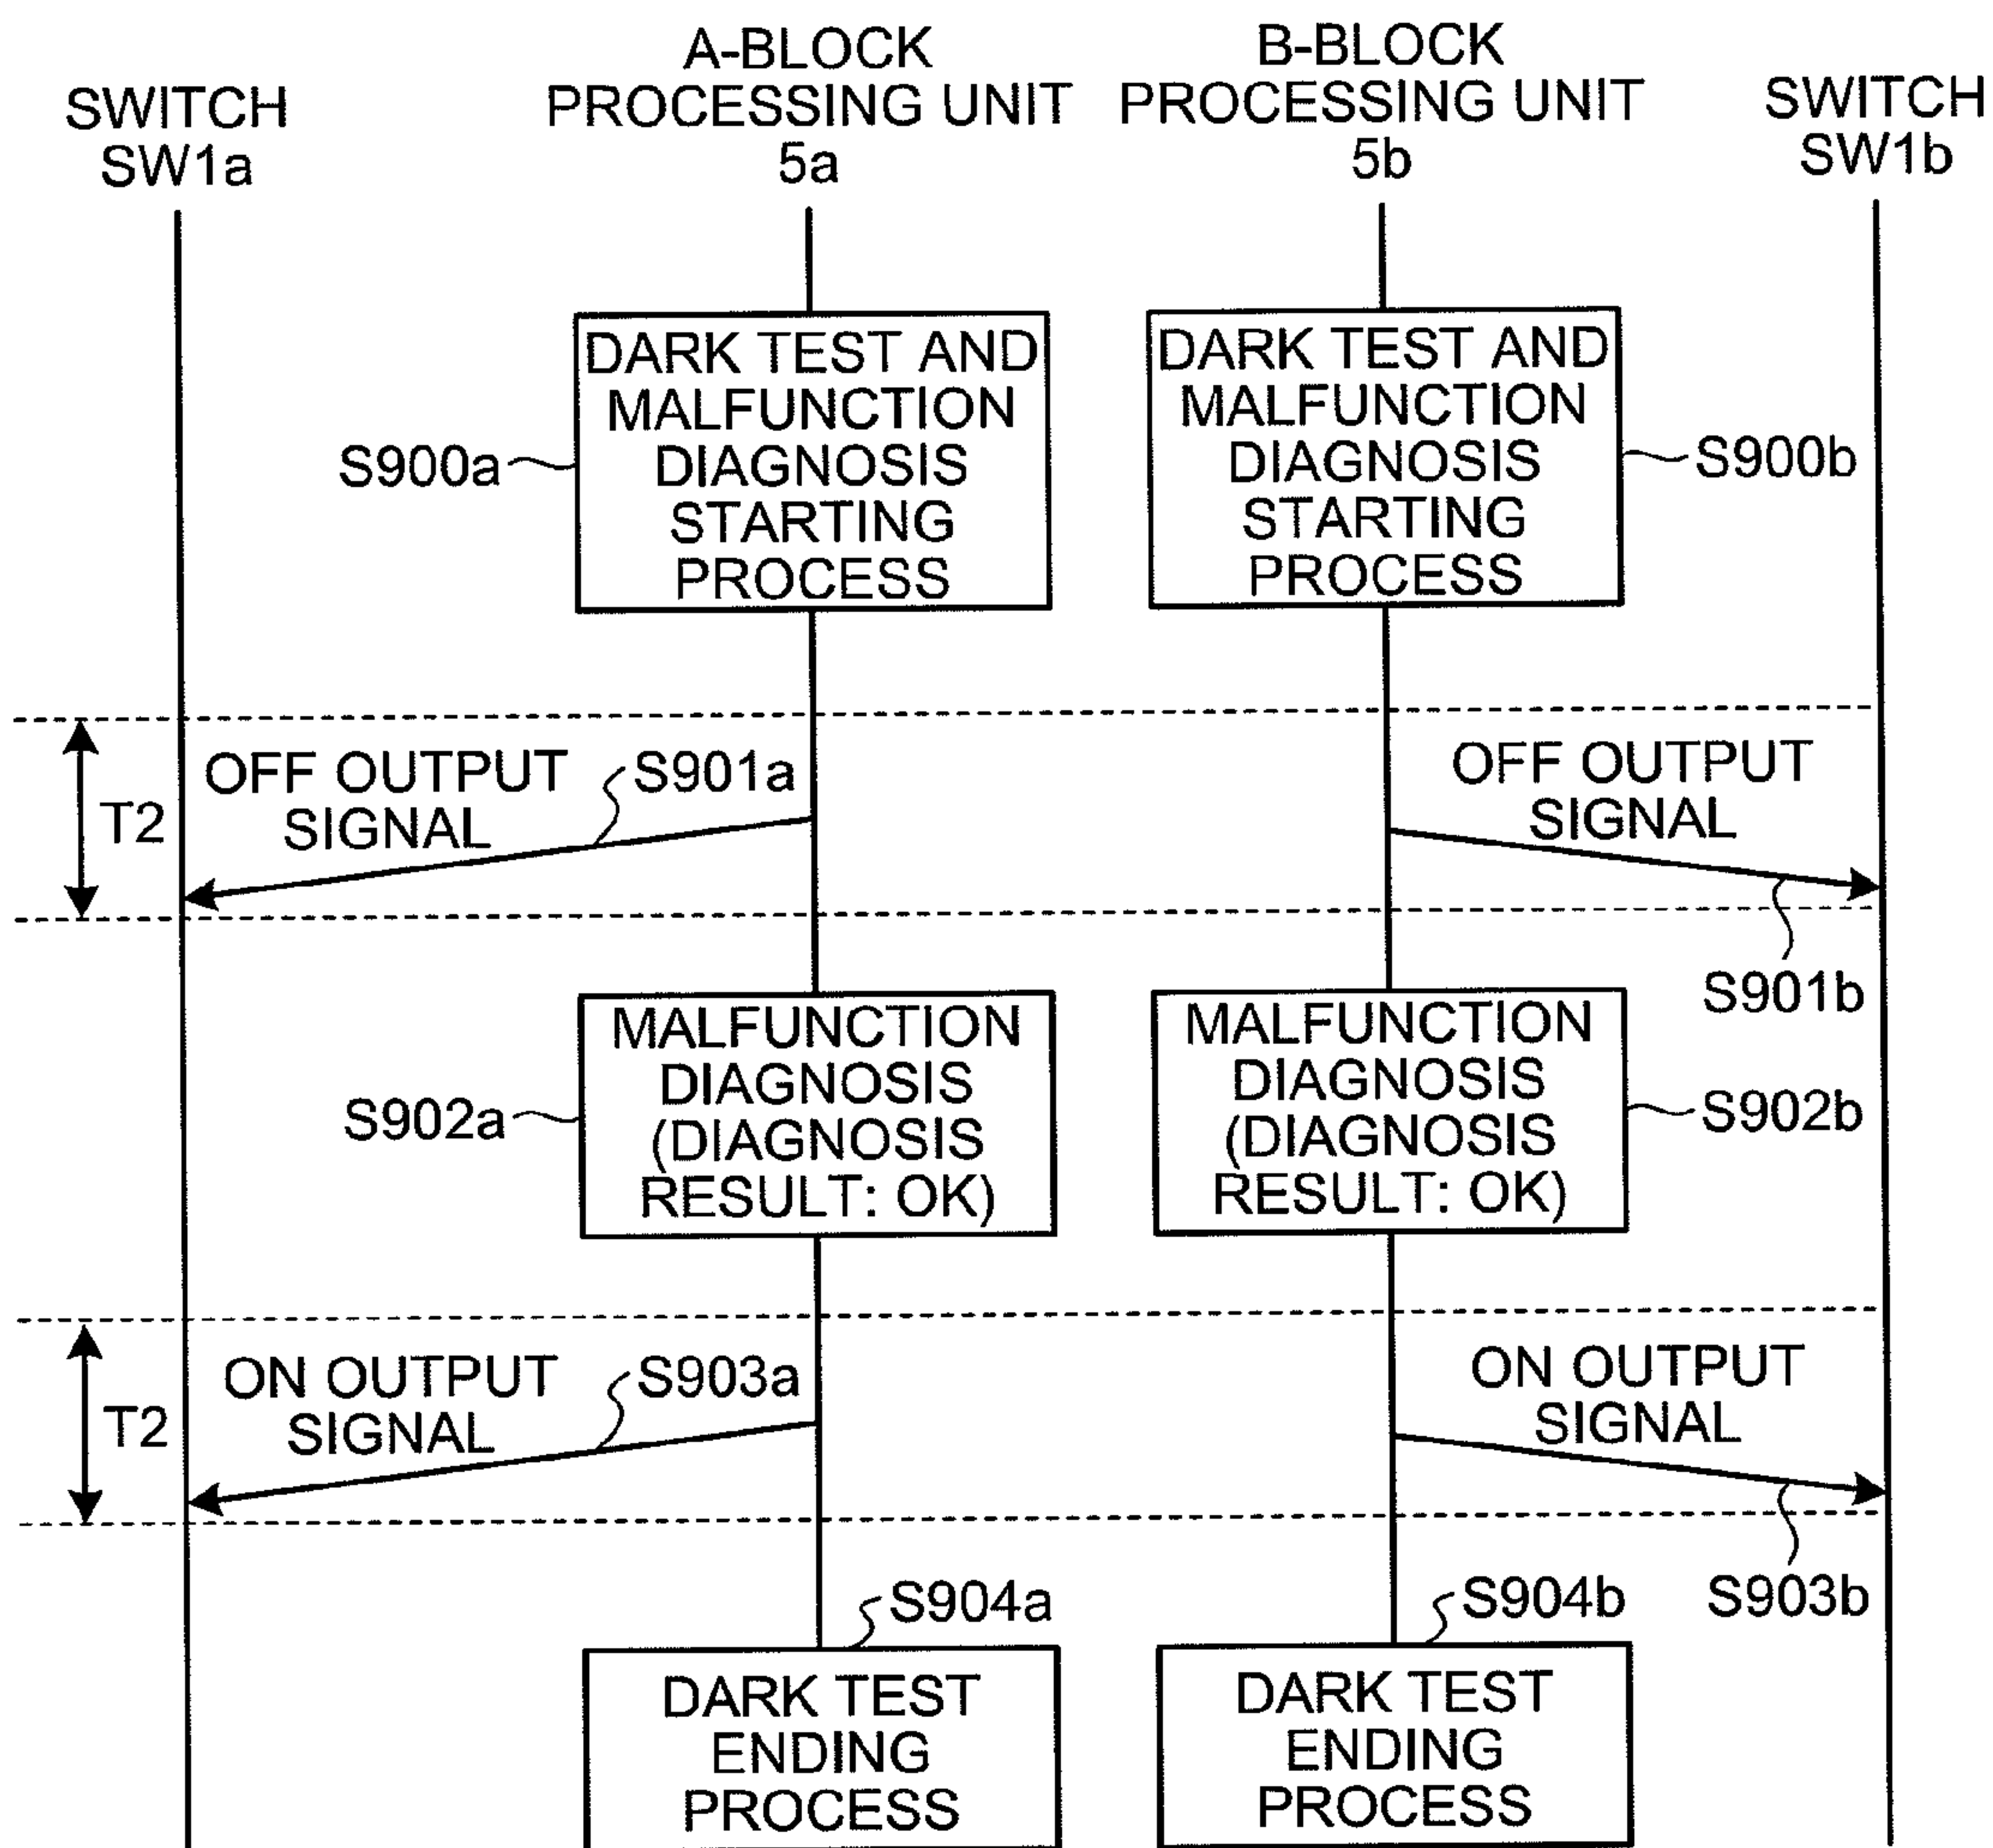 SWITCH
SW1a
A-BLOCK
PROCESSING UNIT
5a
B-BLOCK
PROCESSING UNIT
5b
SWITCH
SW1b
S900a
DARK TEST AND
MALFUNCTION
DIAGNOSIS
STARTING
PROCESS
DARK TEST AND
MALFUNCTION
DIAGNOSIS
STARTING
PROCESS
S900b
T2
OFF OUTPUT
SIGNAL
S901a
OFF OUTPUT
SIGNAL
S901b
S902a
MALFUNCTION
DIAGNOSIS
(DIAGNOSIS
RESULT: OK)
MALFUNCTION
DIAGNOSIS
(DIAGNOSIS
RESULT: OK)
S902b
T2
ON OUTPUT
SIGNAL
S903a
ON OUTPUT
SIGNAL
S903b
S904a
DARK TEST
ENDING
PROCESS
S904b
DARK TEST
ENDING
PROCESS